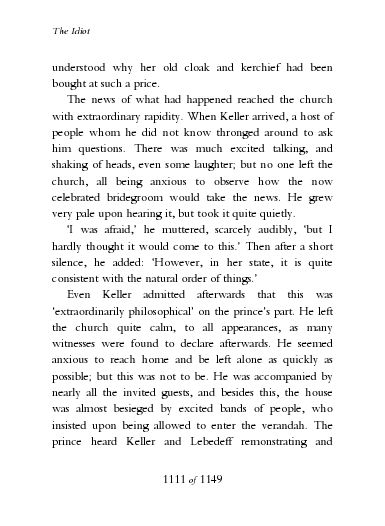 The Idiot
understood why her old cloak and kerchief had been
bought at such a price.
The news of what had happened reached the church
with extraordinary rapidity. When Keller arrived, a host of
people whom he did not know thronged around to ask
him questions. There was much excited talking, and
shaking of heads, even some laughter; but no one left the
church, all being anxious to observe how the now
celebrated bridegroom would take the news. He grew
very pale upon hearing it, but took it quite quietly.
‘I was afraid,’ he muttered, scarcely audibly, ‘but I
hardly thought it would come to this.’ Then after a short
silence, he added: ‘However, in her state, it is quite
consistent with the natural order of things.’
Even Keller admitted afterwards that this was
‘extraordinarily philosophical’ on the prince’s part. He left
the church quite calm, to all appearances, as many
witnesses were found to declare afterwards. He seemed
anxious to reach home and be left alone as quickly as
possible; but this was not to be. He was accompanied by
nearly all the invited guests, and besides this, the house
was almost besieged by excited bands of people, who
insisted upon being allowed to enter the verandah. The
prince heard Keller and Lebedeff remonstrating and
1111 of 1149